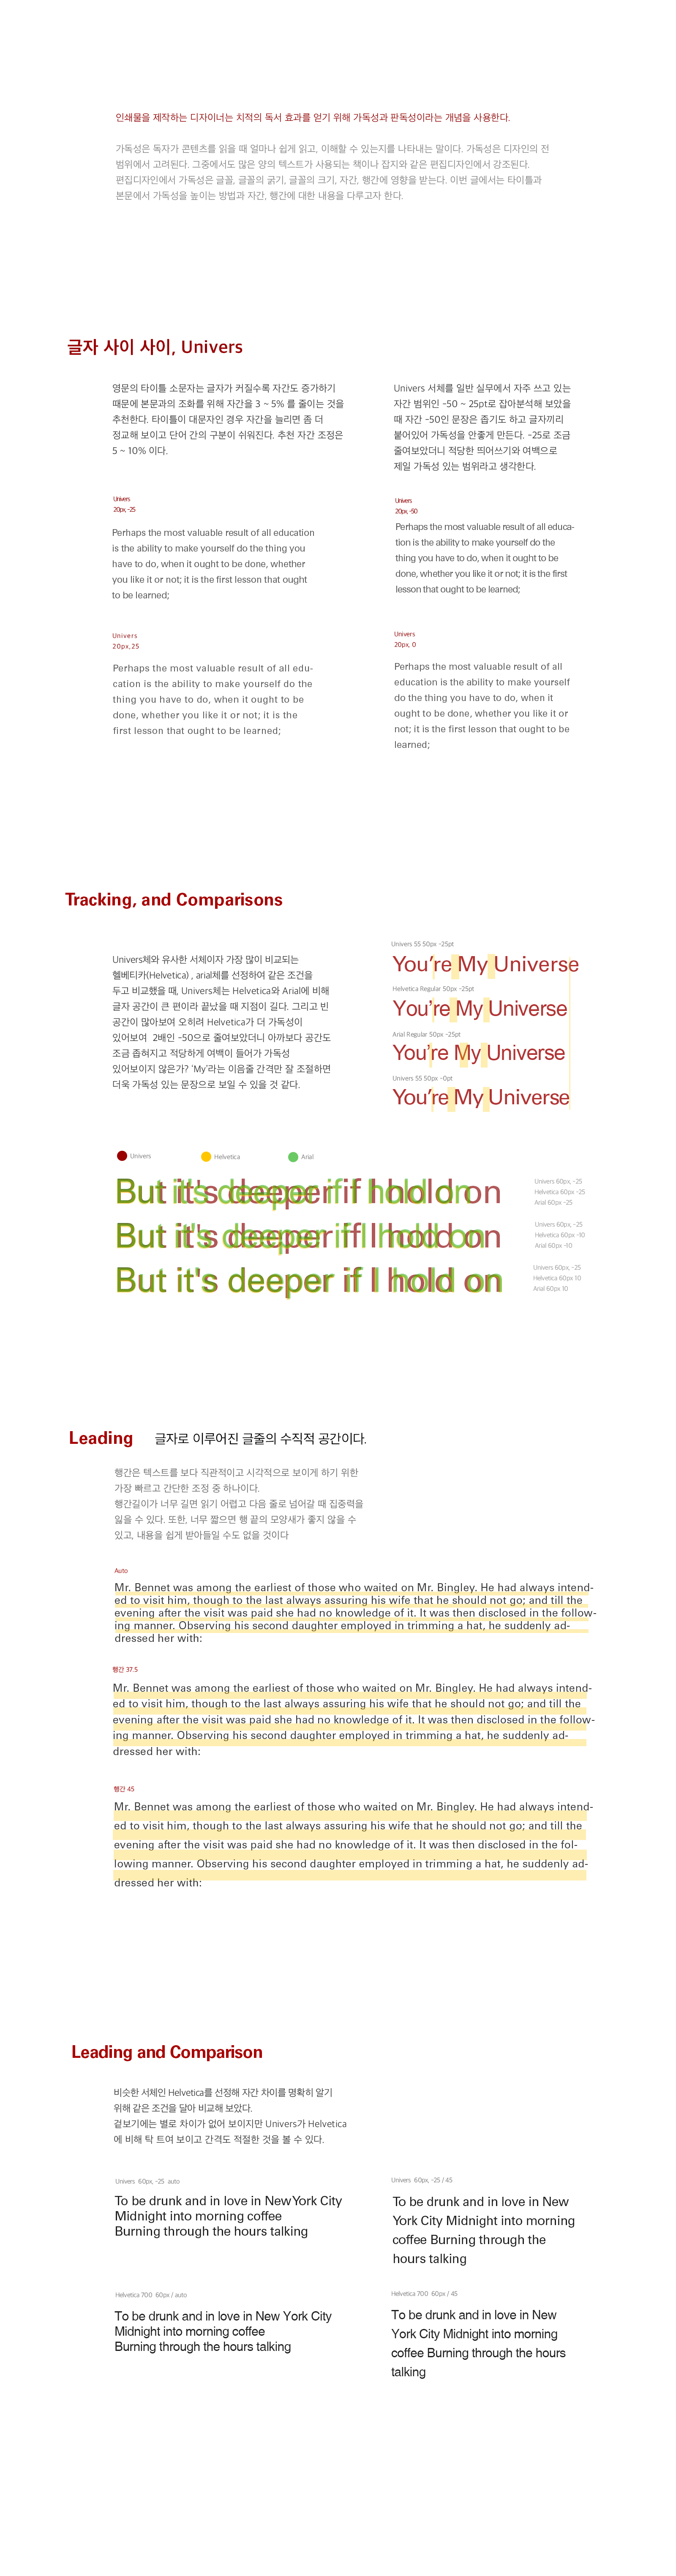 인쇄물을 제작하는 디자이너는 치적의 독서 효과를 얻기 위해 가독성과 판독성이라는 개념을 사용한다.
가독성은 독자가 콘텐츠를 읽을 때 얼마나 쉽게 읽고, 이해할 수 있는지를 나타내는 말이다. 가독성은 디자인의 전
범위에서 고려된다. 그중에서도 많은 양의 텍스트가 사용되는 책이나 잡지와 같은 편집디자인에서 강조된다.
편집디자인에서 가독성은 글꼴, 글꼴의 굵기, 글꼴의 크기, 자간, 행간에 영향을 받는다. 이번 글에서는 타이틀과
본문에서 가독성을 높이는 방법과 자간, 행간에 대한 내용을 다루고자 한다.
글자 사이 사이, Univers
영문의 타이틀 소문자는 글자가 커질수록 자간도 증가하기
때문에 본문과의 조화를 위해 자간을 3 ~ 5% 를 줄이는 것을
추천한다. 타이틀이 대문자인 경우 자간을 늘리면 좀 더
정교해 보이고 단어 간의 구분이 쉬워진다. 추천 자간 조정은
5 ~ 10% 이다.
Univers 서체를 일반 실무에서 자주 쓰고 있는
자간 범위인 -50 ~ 25pt로 잡아분석해 보았을
때 자간 -50인 문장은 좁기도 하고 글자끼리
붙어있어 가독성을 안좋게 만든다. -25로 조금
줄여보았더니 적당한 띄어쓰기와 여백으로
제일 가독성 있는 범위라고 생각한다.
Univers
20px, -25
Perhaps the most valuable result of all education
is the ability to make yourself do the thing you
have to do, when it ought to be done, whether
you like it or not; it is the first lesson that ought
to be learned;
Univers
20px, -50
Perhaps the most valuable result of all educa-
tion is the ability to make yourself do the
thing you have to do, when it ought to be
done, whether you like it or not; it is the first
lesson that ought to be learned;
Univers
20px, 25
Perhaps the most valuable result of all edu-
cation is the ability to make yourself do the
thing you have to do, when it ought to be
done, whether you like it or not; it is the
first lesson that ought to be learned;
Univers
20px, 0
Perhaps the most valuable result of all
education is the ability to make yourself
do the thing you have to do, when it
ought to be done, whether you like it or
not; it is the first lesson that ought to be
learned;
Tracking, and Comparisons
Univers체와 유사한 서체이자 가장 많이 비교되는
헬베티카(Helvetica) , arial체를 선정하여 같은 조건을
두고 비교했을 때, Univers체는 Helvetica와 Arial에 비해
글자 공간이 큰 편이라 끝났을 때 지점이 길다. 그리고 빈
공간이 많아보여 오히려 Helvetica가 더 가독성이
있어보여 2배인 -50으로 줄여보았더니 아까보다 공간도
조금 좁혀지고 적당하게 여백이 들어가 가독성
있어보이지 않은가? 'My'라는 이음줄 간격만 잘 조절하면
더욱 가독성 있는 문장으로 보일 수 있을 것 같다.
Univers 55 50px -25pt
You're My Universe
Helvetica Regular 50px -25pt
You're My Universe
Arial Regular 50px -25pt
You're My Universe
Univers 55 50px -0pt
You're My Universe
Univers
Helvetica
Arial
But it's deeper if I hold on
Univers 60px, -25
Helvetica 60px -25
Arial 60px -25
But it's deeper if I hold on
Univers 60px, -25
Helvetica 60px -10
Arial 60px -10
But it's deeper if I hold on
Univers 60px, -25
Helvetica 60px 10
Arial 60px 10
Leading 글자로 이루어진 글줄의 수직적 공간이다.
행간은 텍스트를 보다 직관적이고 시각적으로 보이게 하기 위한
가장 빠르고 간단한 조정 중 하나이다.
행간길이가 너무 길면 읽기 어렵고 다음 줄로 넘어갈 때 집중력을
잃을 수 있다. 또한, 너무 짧으면 행 끝의 모양새가 좋지 않을 수
있고, 내용을 쉽게 받아들일 수도 없을 것이다
Auto
Mr. Bennet was among the earliest of those who waited on Mr. Bingley. He had always intend-
ed to visit him, though to the last always assuring his wife that he should not go; and till the
evening after the visit was paid she had no knowledge of it. It was then disclosed in the follow-
ing manner. Observing his second daughter employed in trimming a hat, he suddenly ad-
dressed her with:
행간 37.5
Mr. Bennet was among the earliest of those who waited on Mr. Bingley. He had always intend-
ed to visit him, though to the last always assuring his wife that he should not go; and till the
evening after the visit was paid she had no knowledge of it. It was then disclosed in the follow-
ing manner. Observing his second daughter employed in trimming a hat, he suddenly ad-
dressed her with:
행간 45
Mr. Bennet was among the earliest of those who waited on Mr. Bingley. He had always intend-
ed to visit him, though to the last always assuring his wife that he should not go; and till the
evening after the visit was paid she had no knowledge of it. It was then disclosed in the fol-
lowing manner. Observing his second daughter employed in trimming a hat, he suddenly ad-
dressed her with:
Leading and Comparison
비슷한 서체인 Helvetica를 선정해 자간 차이를 명확히 알기
위해 같은 조건을 달아 비교해 보았다.
겉보기에는 별로 차이가 없어 보이지만 Univers가 Helvetica
에 비해 탁 트여 보이고 간격도 적절한 것을 볼 수 있다.
Univers 60px, -25 auto
To be drunk and in love in New York City
Midnight into morning coffee
Burning through the hours talking
Univers 60px, -25 / 45
To be drunk and in love in New
York City Midnight into morning
coffee Burning through the
hours talking
Helvetica 700 60px / auto
To be drunk and in love in New York City
Midnight into morning coffee
Burning through the hours talking
Helvetica 700 60px / 45
To be drunk and in love in New
York City Midnight into morning
coffee Burning through the hours
talking